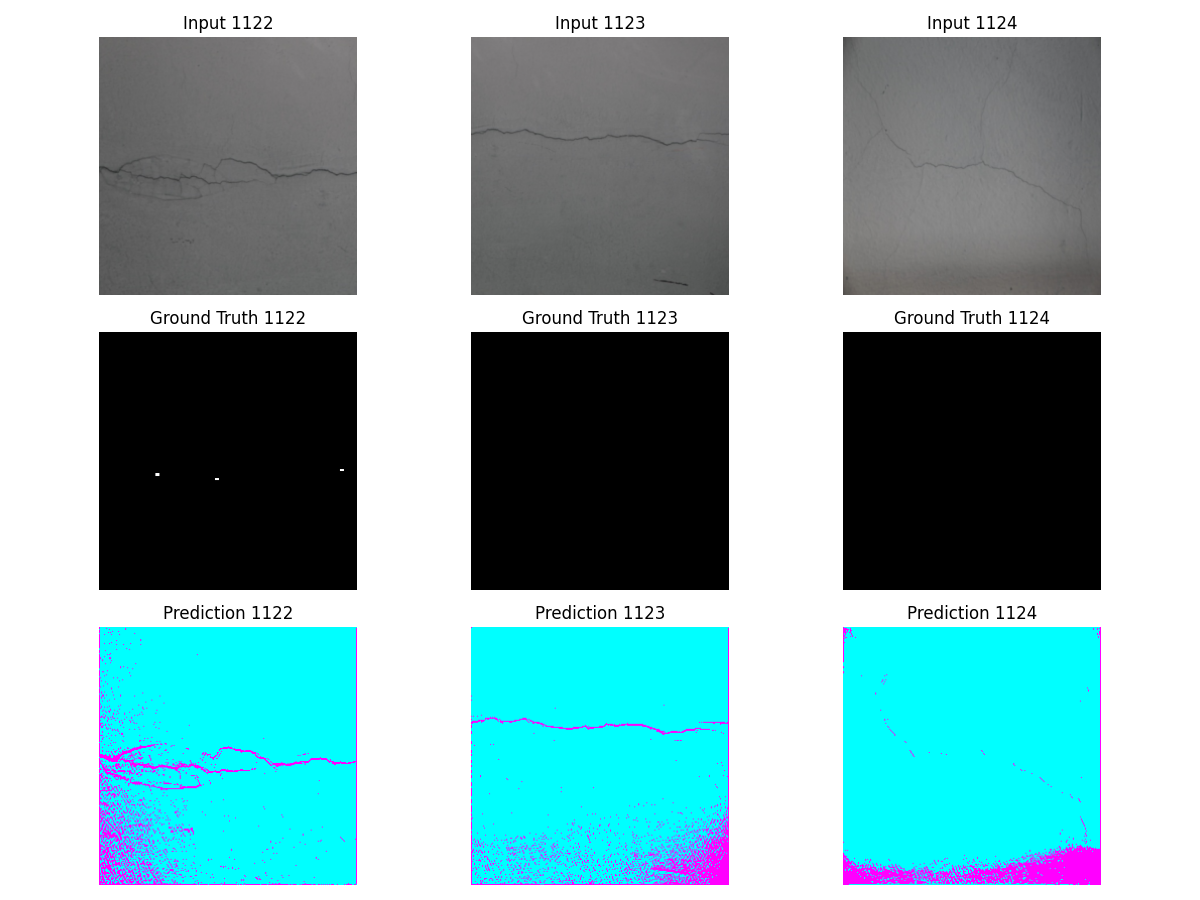 Input 1122
Input 1123
Input 1124
Ground Truth 1122
Ground Truth 1123
Ground Truth 1124
Prediction 1122
Prediction 1123
Prediction 1124